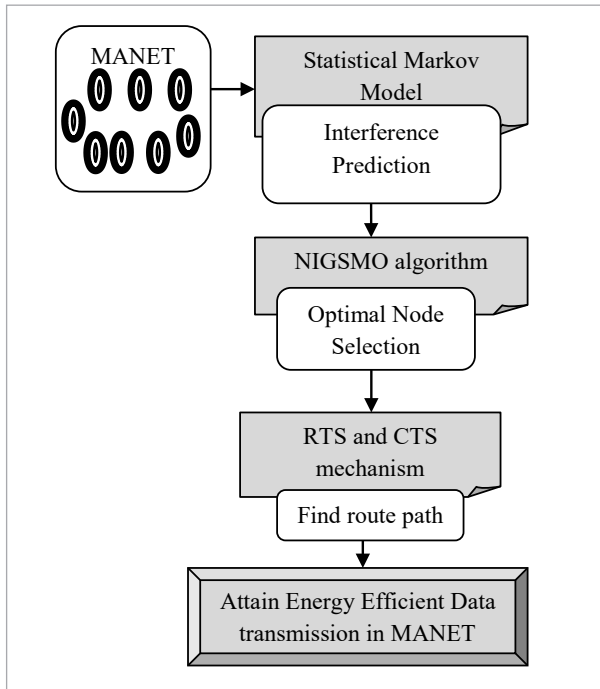 MANET
Statistical Markov
Model
Interference
Prediction
NIGSMO algorithm
Optimal Node
Selection
RTS and CTS
mechanism
Find route path
Attain Energy Efficient Data
transmission in MANET